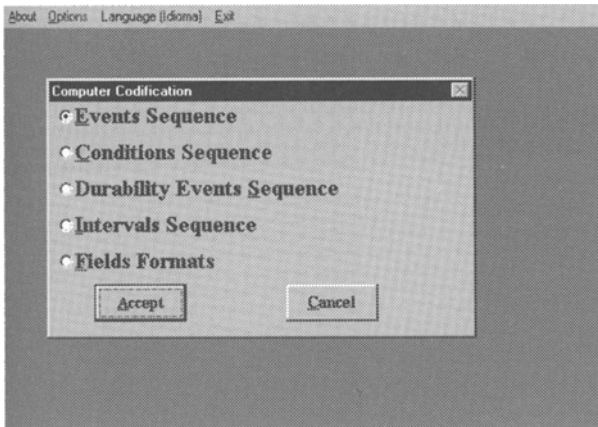 About Options Language (Idioma) Exit
Computer Codification
Events Sequence
Conditions Sequence
Durability Events Sequence
Intervals Sequence
Fields Formats
Accept Cancel